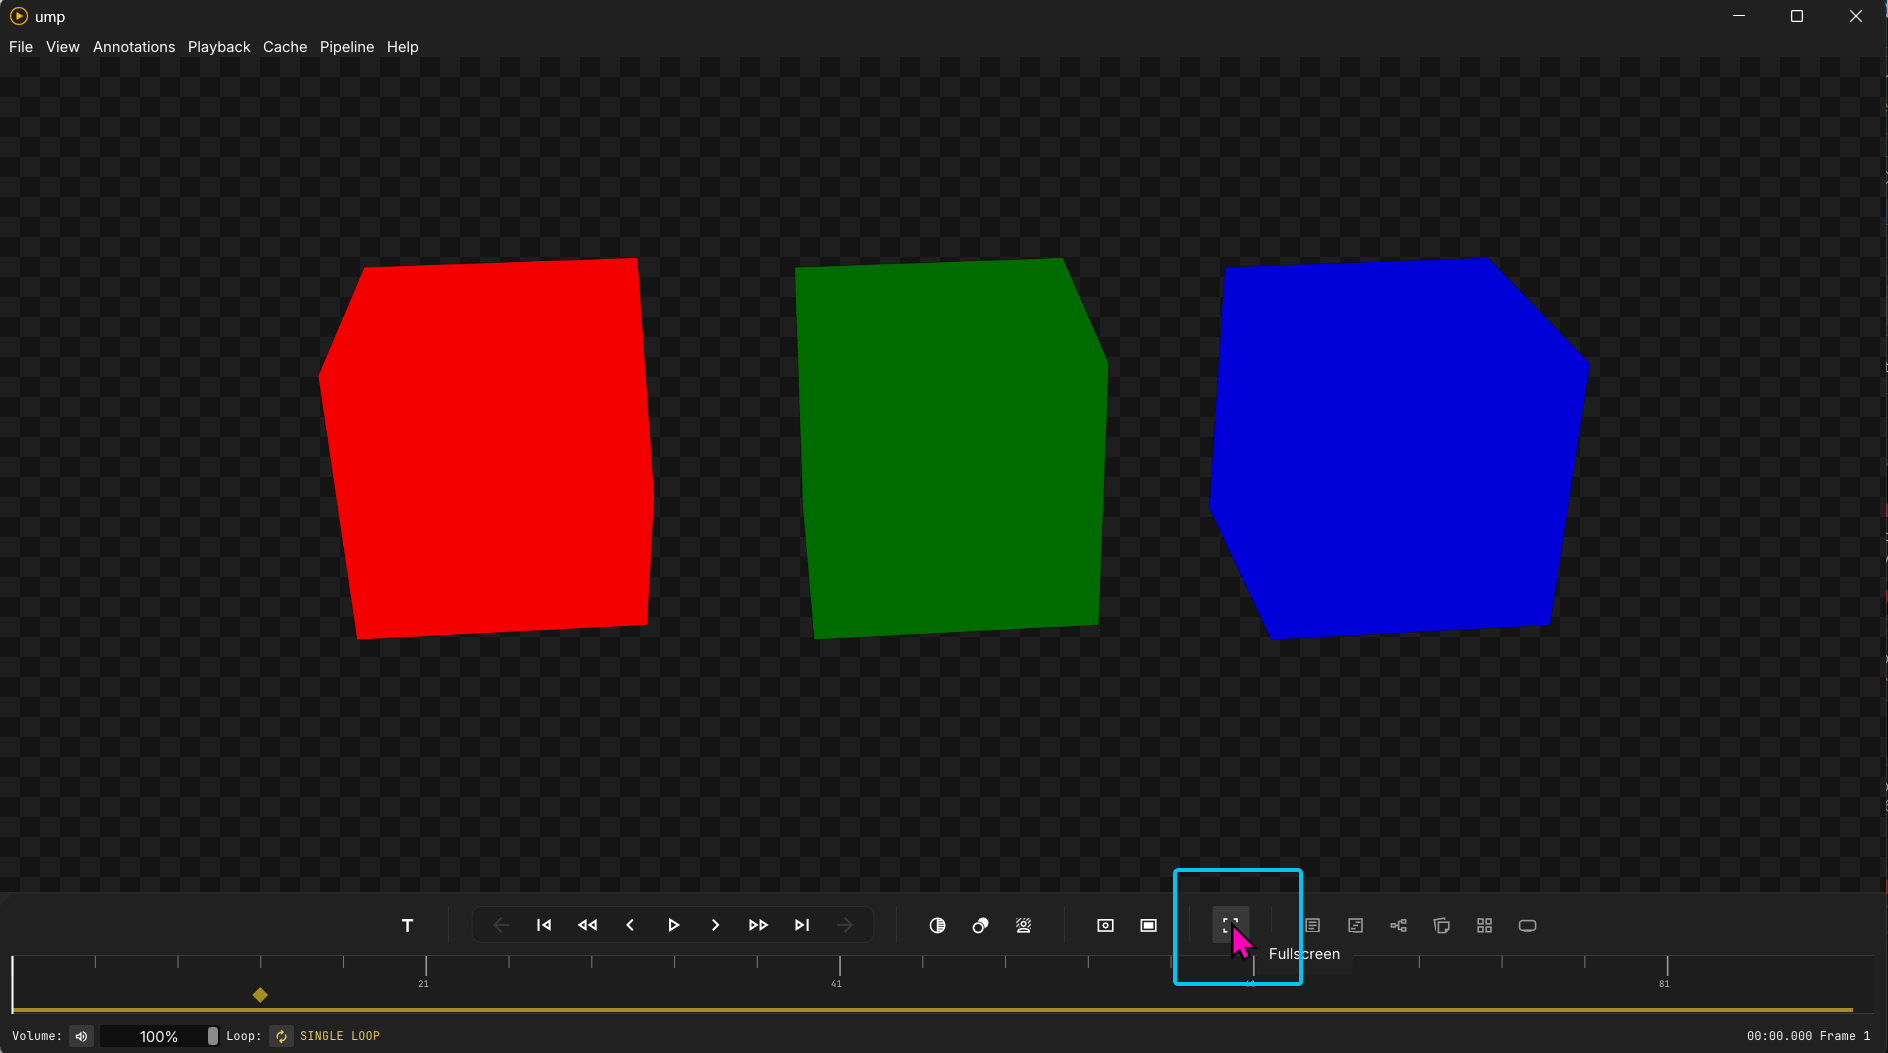 ump
File View Annotations Playback Cache Pipeline Help
T
Fullscreen
21 41 81
Volume: 100% Loop: SINGLE LOOP
00:00.000 Frame 1